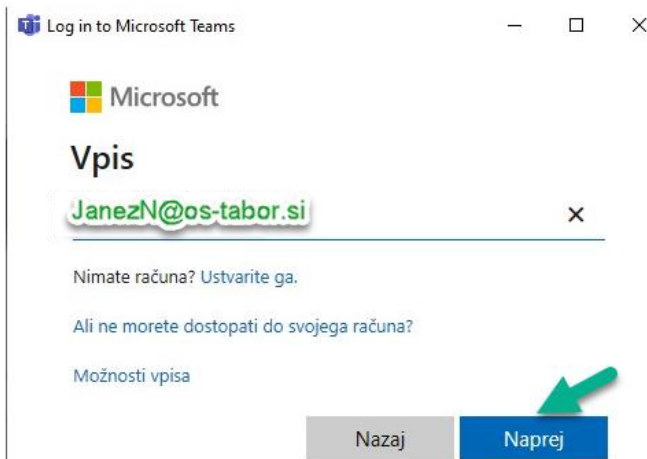 Log in to Microsoft Teams
Microsoft
Vpis
JanezN@os-tabor.si
Nimate računa? Ustvarite ga.
Ali ne morete dostopati do svojega računa?
Možnosti vpisa
Nazaj Naprej